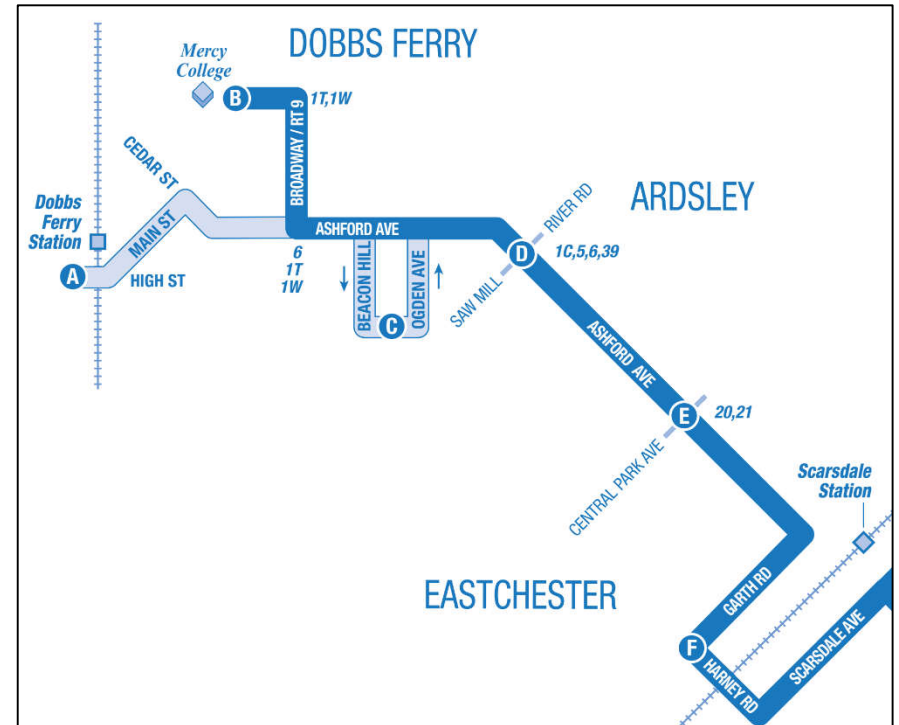 DOBBS FERRY
Mercy
College
B
1T,1W
BROADWAY / RT 9
CEDAR ST
MAIN ST
Dobbs
Ferry
Station
A
HIGH ST
ASHFORD AVE
6
1T
1W
BEACON HILL
C
OGDEN AVE
ARDSLEY
RIVER RD
SAW MILL
D
1C,5,6,39
ASHFORD AVE
E
20,21
CENTRAL PARK AVE
Scarsdale
Station
EASTCHESTER
GARTH RD
F
HARNEY RD
SCARSDALE AVE